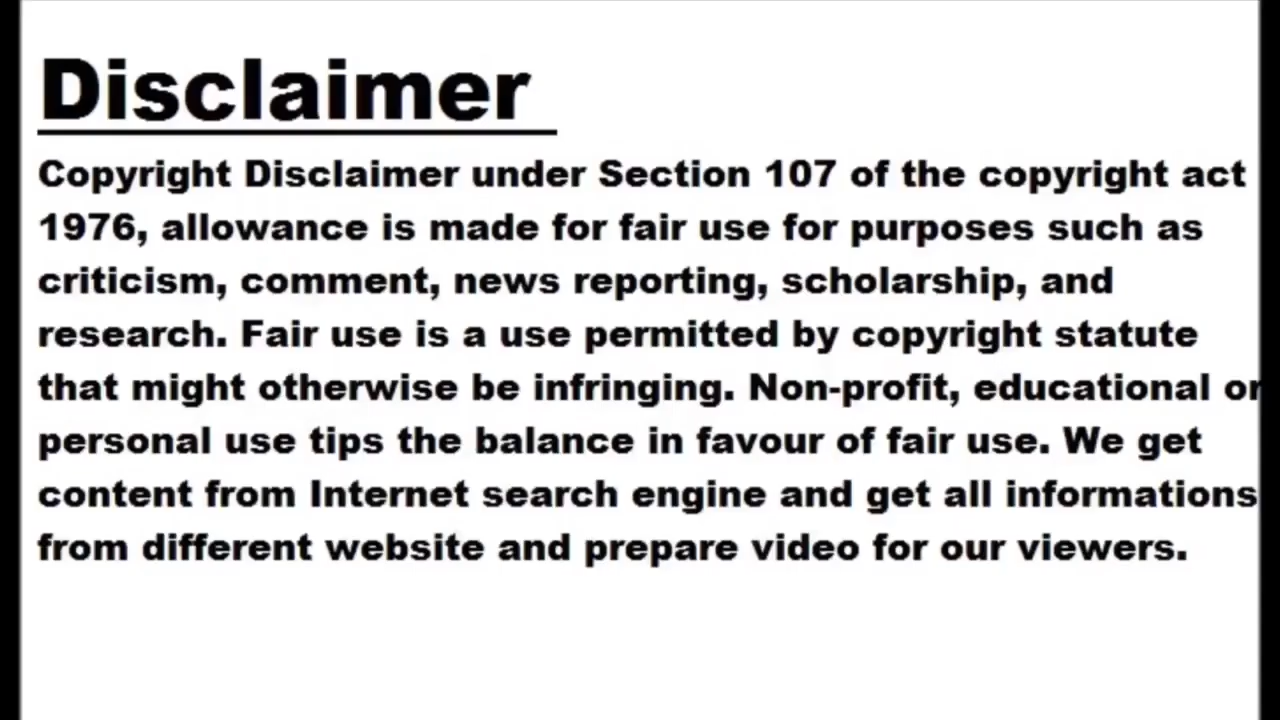 Disclaimer
Copyright Disclaimer under Section 107 of the copyright act
1976, allowance is made for fair use for purposes such as
criticism, comment, news reporting, scholarship, and
research. Fair use is a use permitted by copyright statute
that might otherwise be infringing. Non-profit, educational or
personal use tips the balance in favour of fair use. We get
content from Internet search engine and get all informations
from different website and prepare video for our viewers.